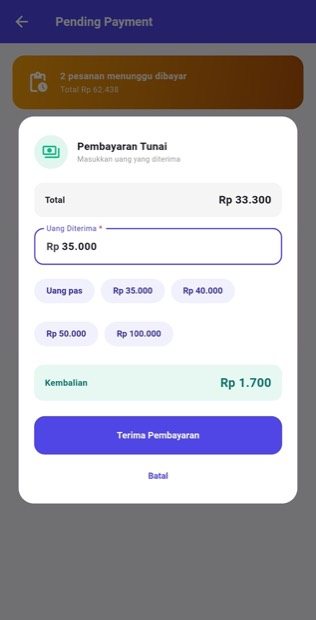 Pending Payment
2 pesanan menunggu dibayar
Total Rp 62.438
Pembayaran Tunai
Masukkan uang yang diterima
Total Rp 33.300
Uang Diterima *
Rp 35.000
Uang pas Rp 35.000 Rp 40.000
Rp 50.000 Rp 100.000
Kembalian Rp 1.700
Terima Pembayaran
Batal